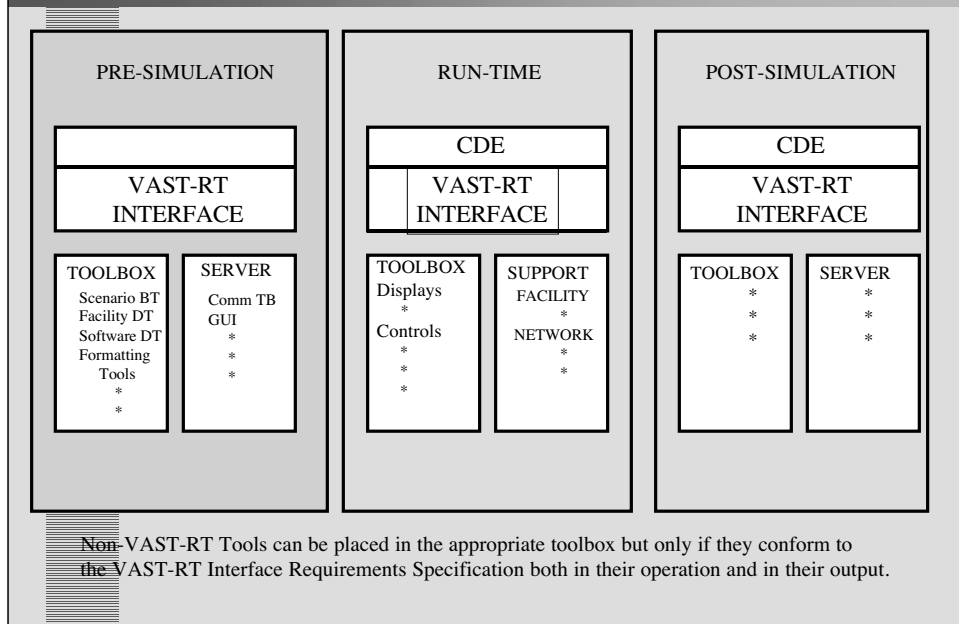 PRE-SIMULATION
VAST-RT
INTERFACE
TOOLBOX
Scenario BT
Facility DT
Software DT
Formatting
Tools
*
*
SERVER
Comm TB
GUI
*
*
*
RUN-TIME
CDE
VAST-RT
INTERFACE
TOOLBOX
Displays
*
Controls
*
*
*
SUPPORT
FACILITY
*
NETWORK
*
*
POST-SIMULATION
CDE
VAST-RT
INTERFACE
TOOLBOX
*
*
*
SERVER
*
*
*
Non-VAST-RT Tools can be placed in the appropriate toolbox but only if they conform to
the VAST-RT Interface Requirements Specification both in their operation and in their output.